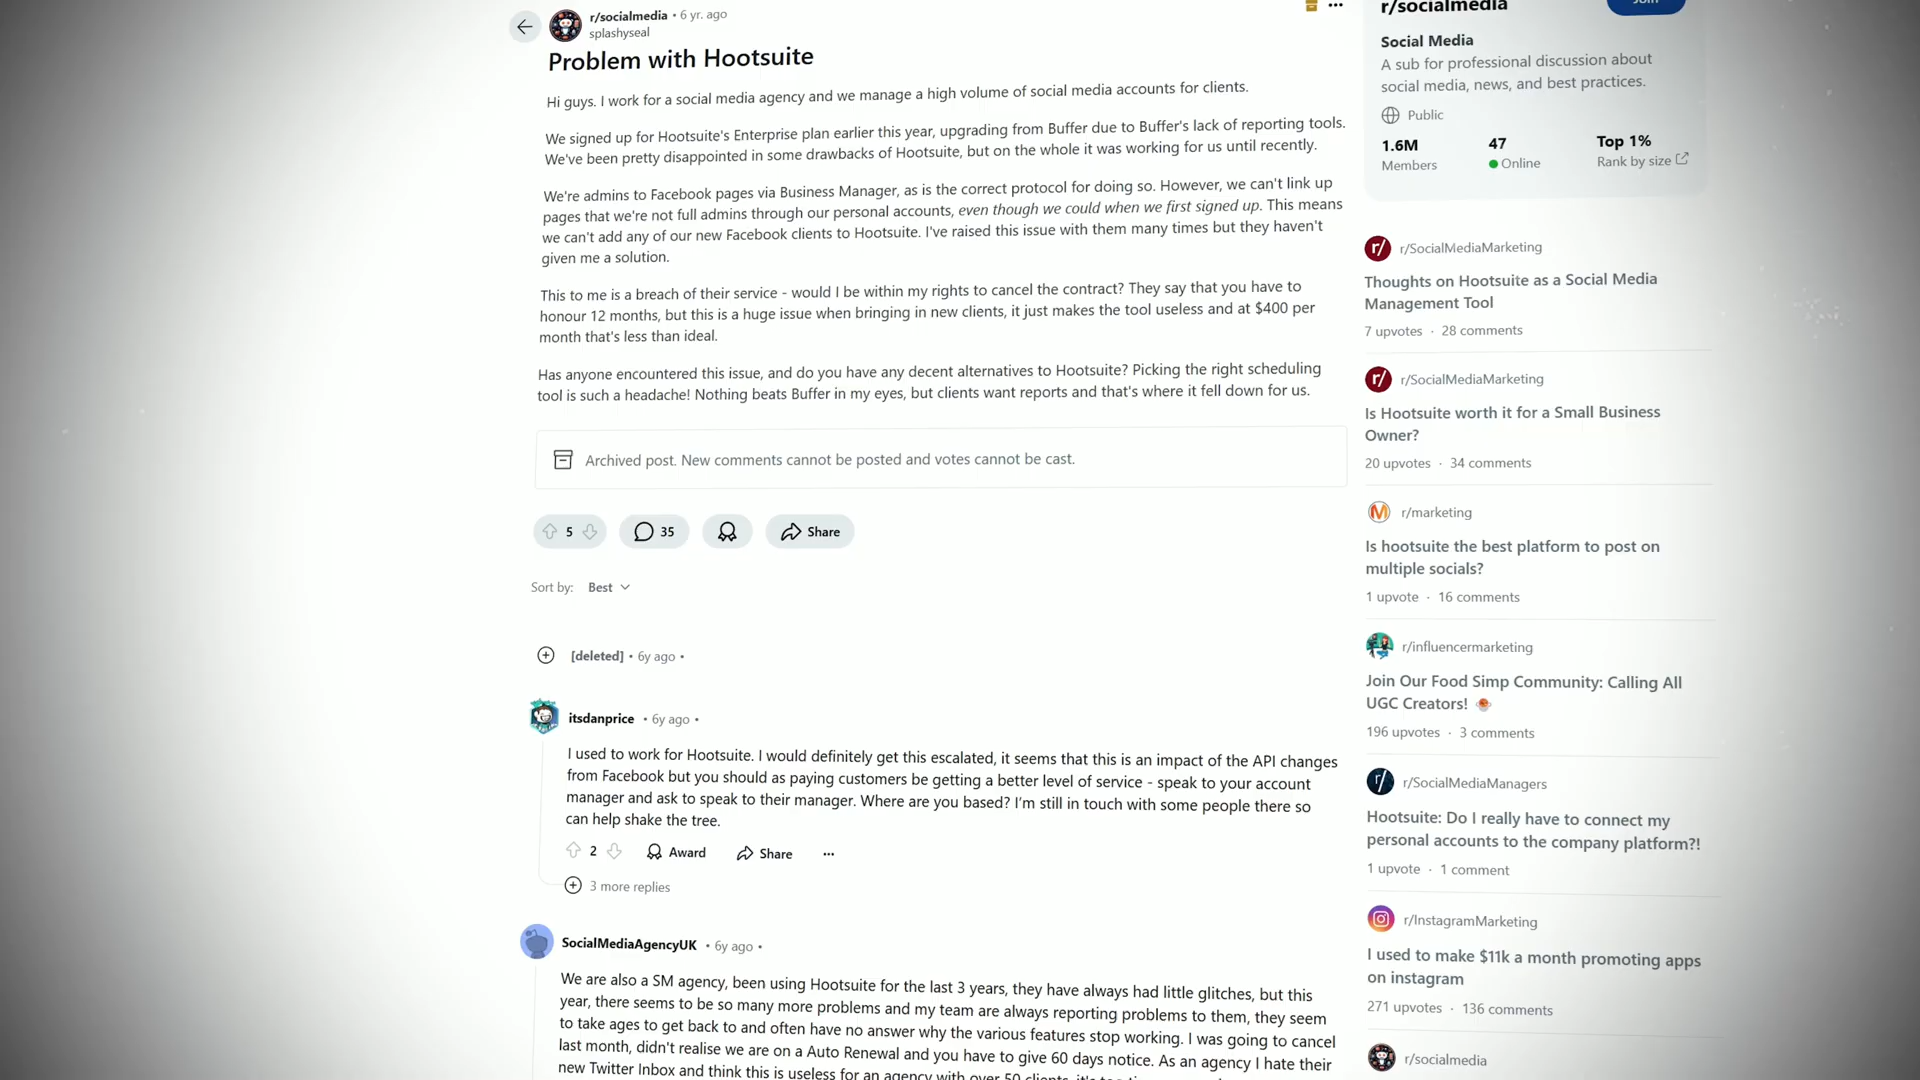 r/socialmedia • 6 yr. ago
splashyseal
Problem with Hootsuite
Hi guys. I work for a social media agency and we manage a high volume of social media accounts for clients.
We signed up for Hootsuite's Enterprise plan earlier this year, upgrading from Buffer due to Buffer's lack of reporting tools.
We've been pretty disappointed in some drawbacks of Hootsuite, but on the whole it was working for us until recently.
We're admins to Facebook pages via Business Manager, as is the correct protocol for doing so. However, we can't link up
pages that we're not full admins through our personal accounts, even though we could when we first signed up. This means
we can't add any of our new Facebook clients to Hootsuite. I've raised this issue with them many times but they haven't
given me a solution.
This to me is a breach of their service - would I be within my rights to cancel the contract? They say that you have to
honour 12 months, but this is a huge issue when bringing in new clients, it just makes the tool useless and at $400 per
month that's less than ideal.
Has anyone encountered this issue, and do you have any decent alternatives to Hootsuite? Picking the right scheduling
tool is such a headache! Nothing beats Buffer in my eyes, but clients want reports and that's where it fell down for us.
Archived post. New comments cannot be posted and votes cannot be cast.
5
35
Share
Sort by: Best
[deleted] • 6y ago •
itsdanprice • 6y ago •
I used to work for Hootsuite. I would definitely get this escalated, it seems that this is an impact of the API changes
from Facebook but you should as paying customers be getting a better level of service - speak to your account
manager and ask to speak to their manager. Where are you based? I'm still in touch with some people there so
can help shake the tree.
2 Award Share
3 more replies
SocialMediaAgencyUK • 6y ago •
We are also a SM agency, been using Hootsuite for the last 3 years, they have always had little glitches, but this
year, there seems to be so many more problems and my team are always reporting problems to them, they seem
to take ages to get back to and often have no answer why the various features stop working. I was going to cancel
last month, didn't realise we are on a Auto Renewal and you have to give 60 days notice. As an agency I hate their
new Twitter Inbox and think this is useless for an agency with over 50 clients,
r/socialmedia
Join
Social Media
A sub for professional discussion about
social media, news, and best practices.
Public
1.6M 47 Top 1%
Members Online Rank by size
r/SocialMediaMarketing
Thoughts on Hootsuite as a Social Media
Management Tool
7 upvotes · 28 comments
r/SocialMediaMarketing
Is Hootsuite worth it for a Small Business
Owner?
20 upvotes · 34 comments
r/marketing
Is hootsuite the best platform to post on
multiple socials?
1 upvote · 16 comments
r/influencermarketing
Join Our Food Simp Community: Calling All
UGC Creators!
196 upvotes · 3 comments
r/SocialMediaManagers
Hootsuite: Do I really have to connect my
personal accounts to the company platform?!
1 upvote · 1 comment
r/InstagramMarketing
I used to make $11k a month promoting apps
on instagram
271 upvotes · 136 comments
r/socialmedia